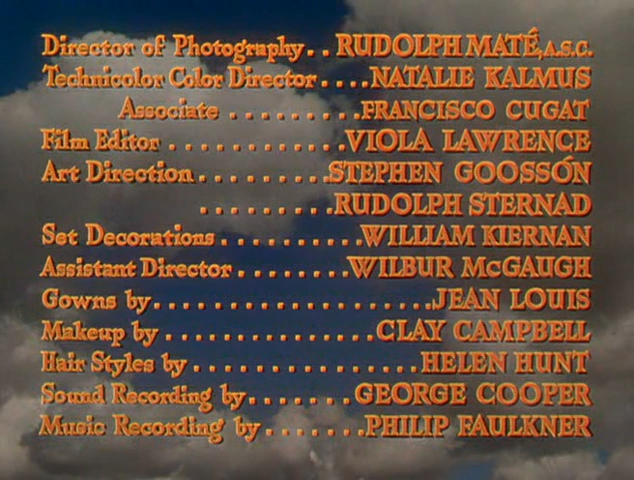 Director of Photography.. RUDOLPH MATÉ, A.S.C.
Technicolor Color Director....NATALIE KALMUS
Associate .........FRANCISCO CUGAT
Film Editor ............VIOLA LAWRENCE
Art Direction.........STEPHEN GOOSSÓN
.........RUDOLPH STERNAD
Set Decorations..........WILLIAM KIERNAN
Assistant Director.......WILBUR McGAUGH
Gowns by....................JEAN LOUIS
Makeup by ...............CLAY CAMPBELL
Hair Styles by ................HELEN HUNT
Sound Recording by.......GEORGE COOPER
Music Recording by.......PHILIP FAULKNER